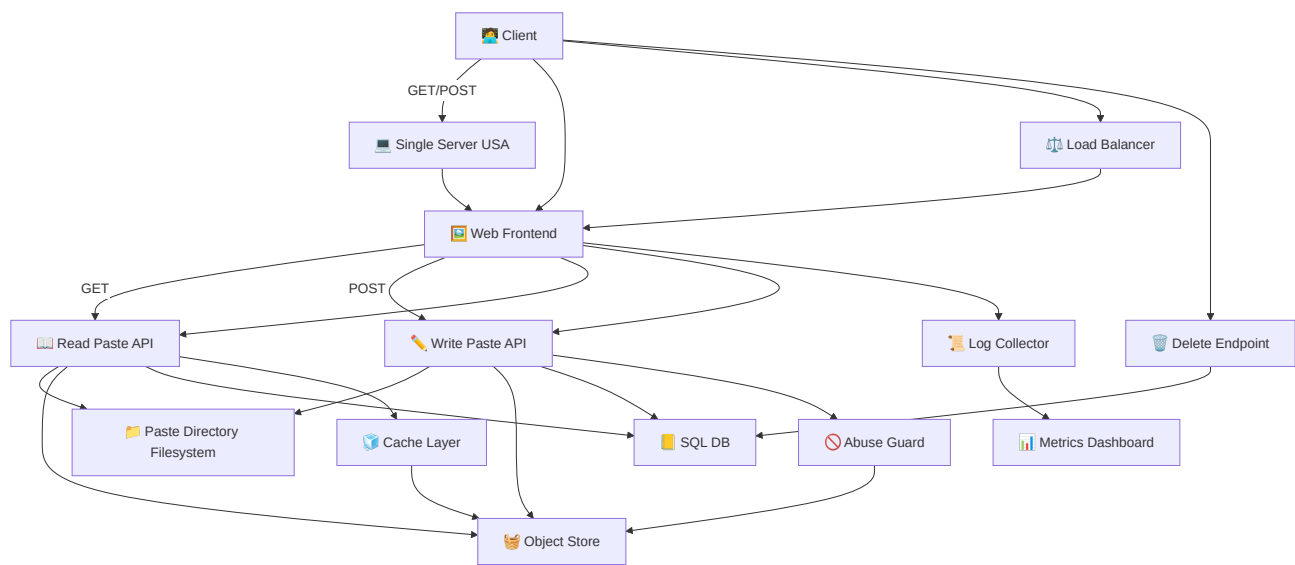 🧑‍💻 Client
GET/POST
💻 Single Server USA
⚖️ Load Balancer
🖼️ Web Frontend
GET
POST
📖 Read Paste API
✏️ Write Paste API
📜 Log Collector
🗑️ Delete Endpoint
📁 Paste Directory
Filesystem
🧊 Cache Layer
📒 SQL DB
🚫 Abuse Guard
📊 Metrics Dashboard
🧺 Object Store